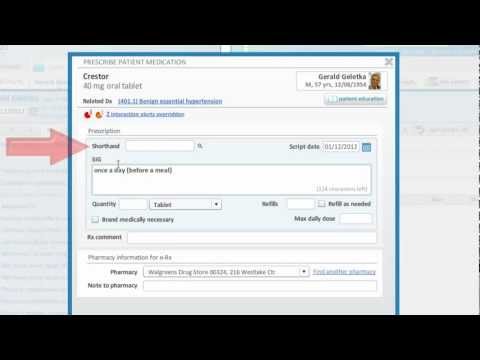 PRESCRIBE PATIENT MEDICATION
Crestor
40 mg oral tablet
Gerald Geletka
M, 57 yrs, 12/08/1954
Related Dx (401.1) Benign essential hypertension
patient education
2 interaction alerts overridden
Prescription
Shorthand
Script date 01/12/2012
SIG
once a day (before a meal)
characters left)
Quantity Tablet Refills Refill as needed
Brand medically necessary Max daily dose
Rx comment
Pharmacy information for e-Rx
Pharmacy Walgreens Drug Store 00324, 216 Westlake Ctr Find another pharmacy
Note to pharmacy